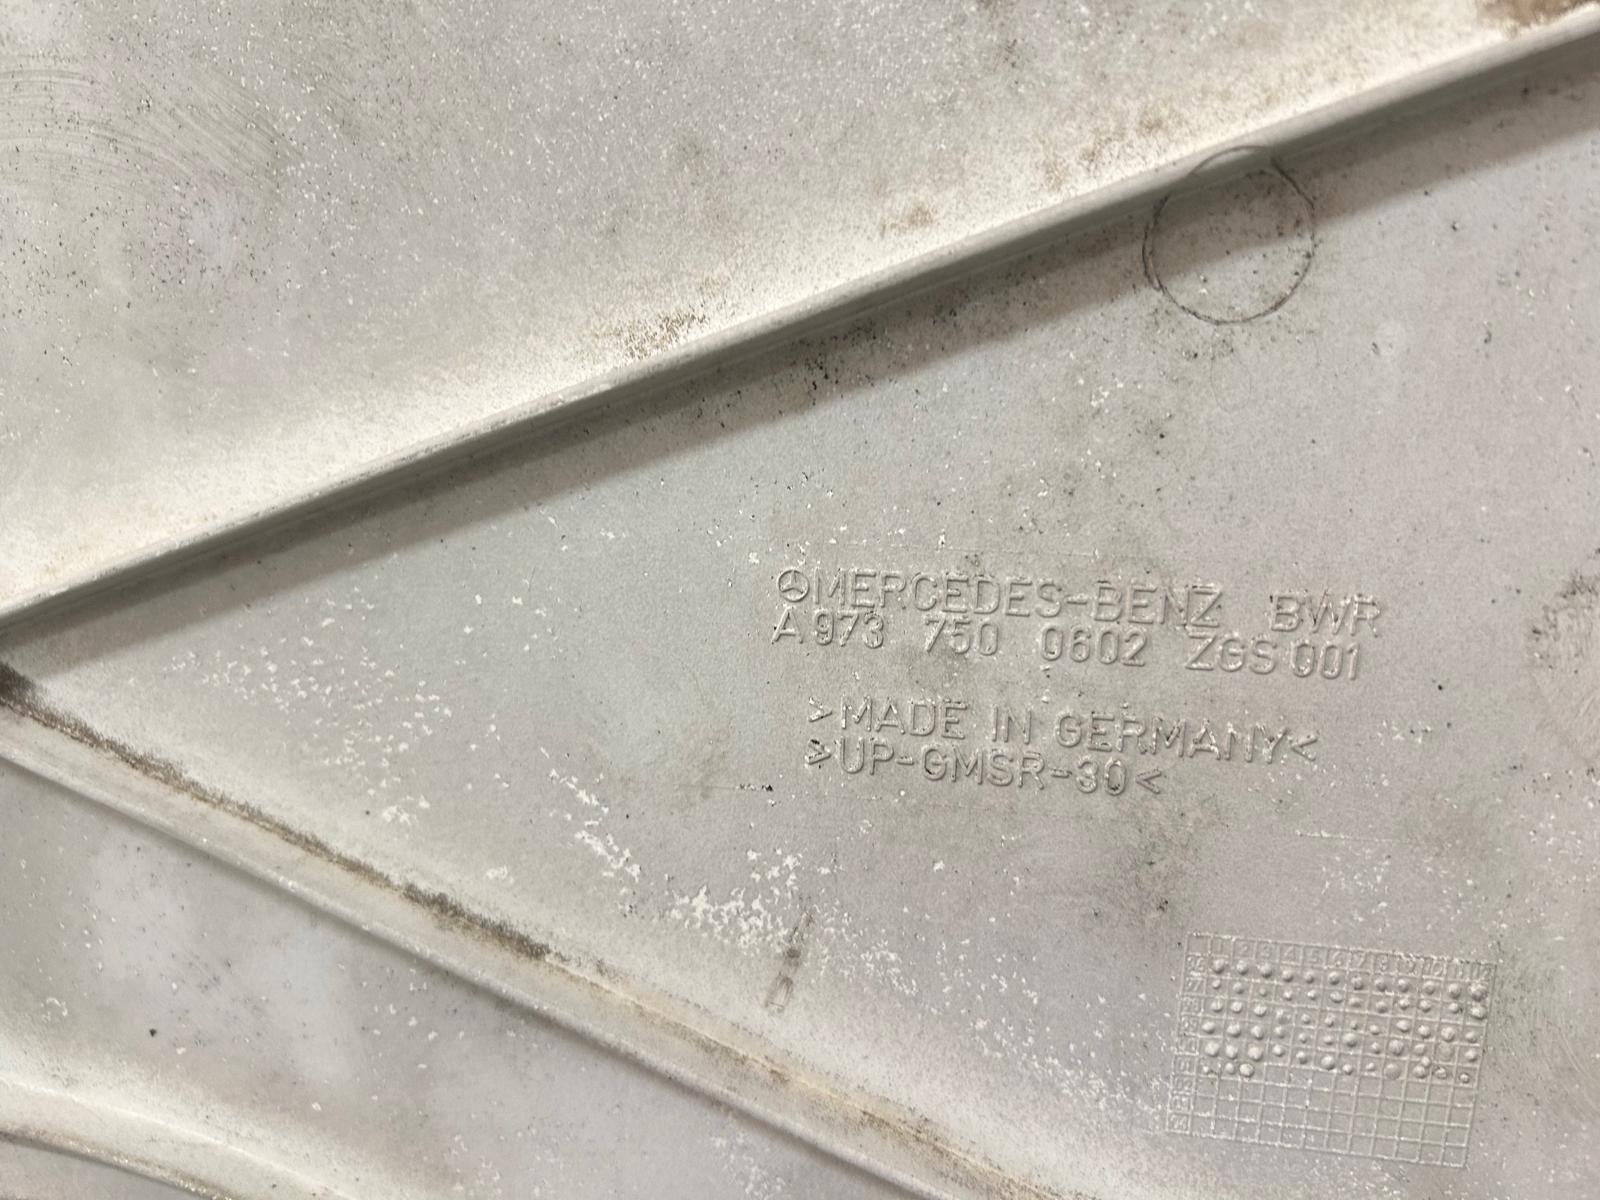 MERCEDES-BENZ BWR
A 973 750 0602 ZGS 001
>MADE IN GERMANY<
>UP-GMSR-30<